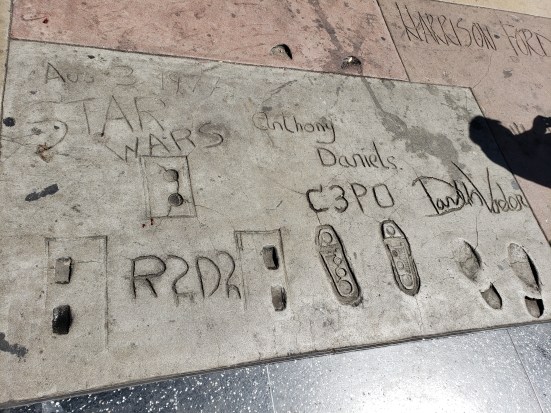 HARRISON FORD
Aug 3 1977
STAR
WARS
Anthony
Daniels
C3PO
Darth Vader
R2D2